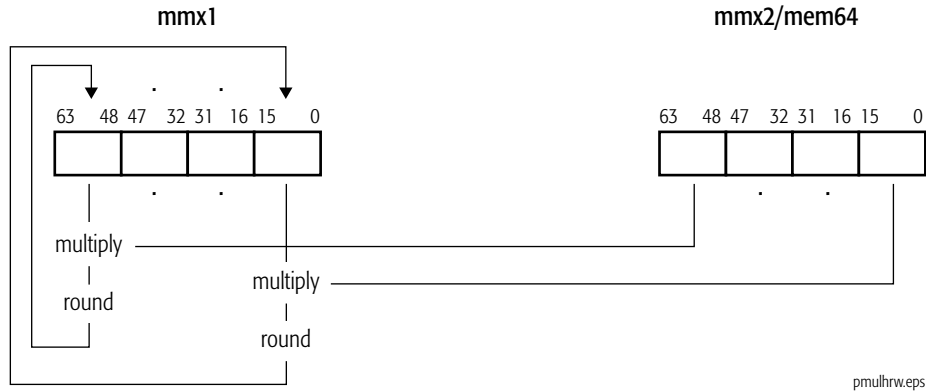 mmx1 mmx2/mem64
. .
63 48 47 32 31 16 15 0 63 48 47 32 31 16 15 0
. . . .
multiply
multiply
round
round
pmulhrw.eps